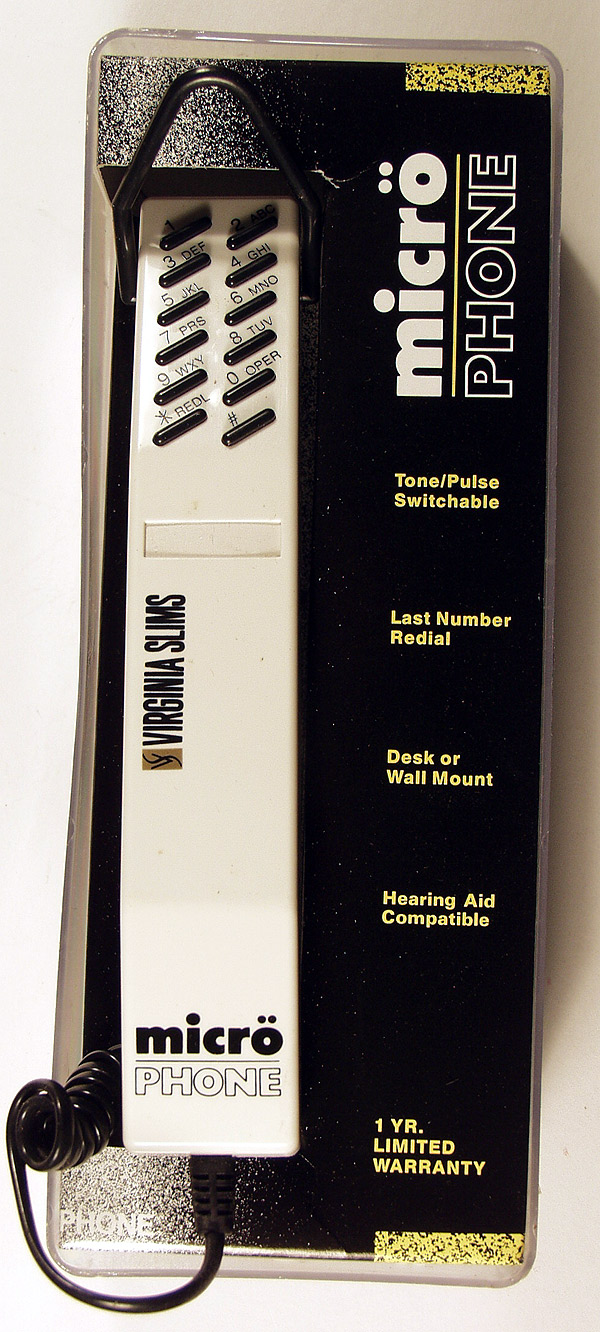 1
2 ABC
3 DEF
4 GHI
5 JKL
6 MNO
7 PRS
8 TUV
9 WXY
0 OPER
* REDL
#
VIRGINIA SLIMS
micrö
PHONE
micrö
PHONE
Tone/Pulse
Switchable
Last Number
Redial
Desk or
Wall Mount
Hearing Aid
Compatible
1 YR.
LIMITED
WARRANTY
PHONE